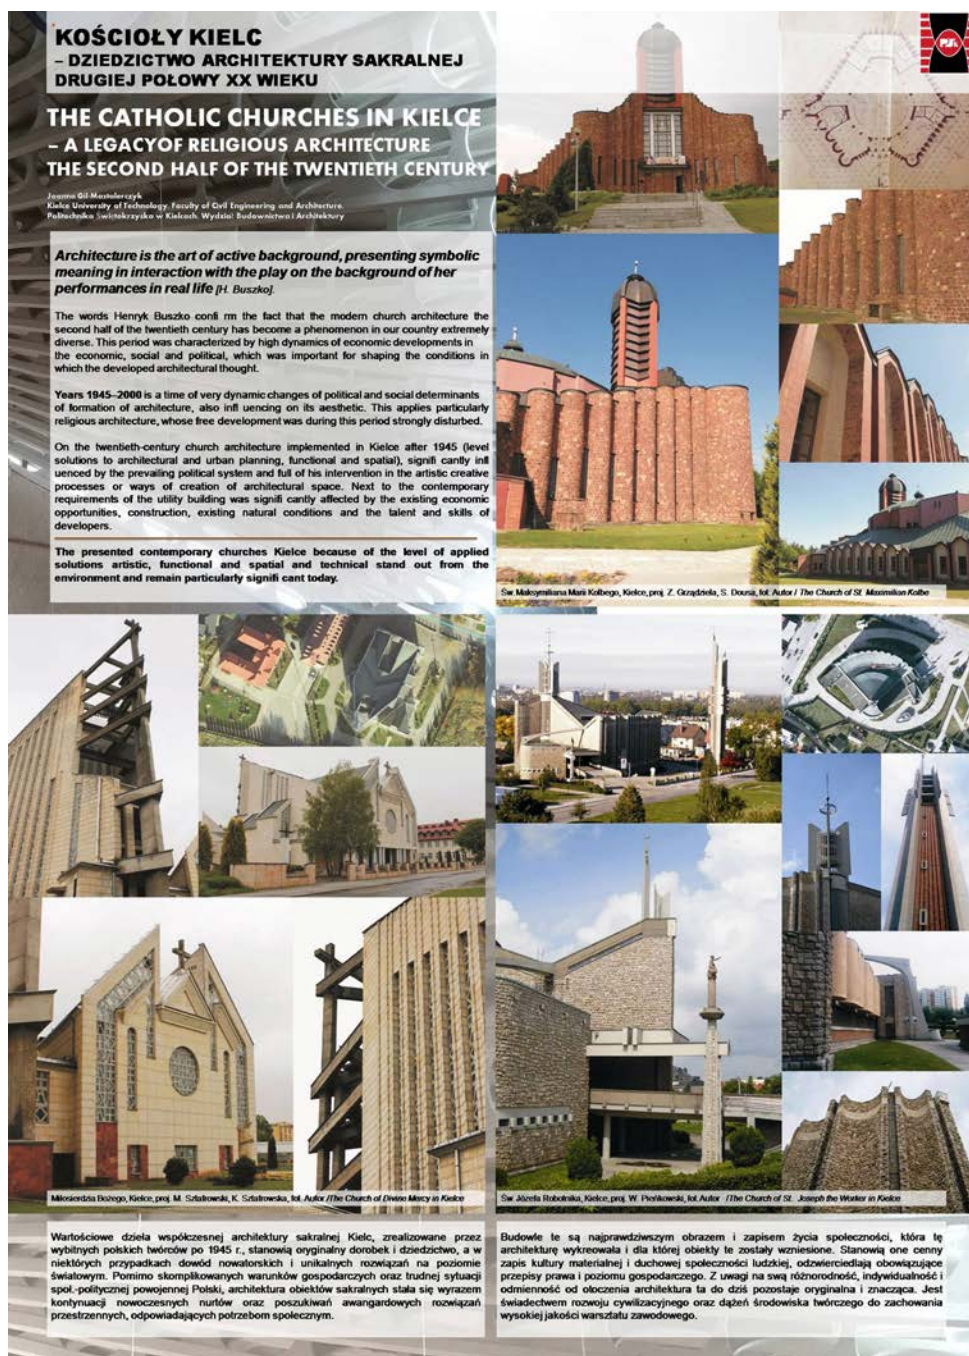 KOŚCIOŁY KIELC
– DZIEDZICTWO ARCHITEKTURY SAKRALNEJ
DRUGIEJ POŁOWY XX WIEKU
THE CATHOLIC CHURCHES IN KIELCE
– A LEGACYOF RELIGIOUS ARCHITECTURE
THE SECOND HALF OF THE TWENTIETH CENTURY
Joanna Gil-Mastalerczyk
Kielce University of Technology. Faculty of Civil Engineering and Architecture.
Politechnika Świętokrzyska w Kielcach. Wydział Budownictwa i Architektury
Architecture is the art of active background, presenting symbolic
meaning in interaction with the play on the background of her
performances in real life [H. Buszko].
The words Henryk Buszko confi rm the fact that the modern church architecture the
second half of the twentieth century has become a phenomenon in our country extremely
diverse. This period was characterized by high dynamics of economic developments in
the economic, social and political, which was important for shaping the conditions in
which the developed architectural thought.
Years 1945–2000 is a time of very dynamic changes of political and social determinants
of formation of architecture, also infl uencing on its aesthetic. This applies particularly
religious architecture, whose free development was during this period strongly disturbed.
On the twentieth-century church architecture implemented in Kielce after 1945 (level
solutions to architectural and urban planning, functional and spatial), signifi cantly infl
uenced by the prevailing political system and full of his intervention in the artistic creative
processes or ways of creation of architectural space. Next to the contemporary
requirements of the utility building was signifi cantly affected by the existing economic
opportunities, construction, existing natural conditions and the talent and skills of
developers.
The presented contemporary churches Kielce because of the level of applied
solutions artistic, functional and spatial and technical stand out from the
environment and remain particularly signifi cant today.
Św. Maksymiliana Marii Kolbego, Kielce, proj. Z. Grządziela, S. Dousa, fot. Autor / The Church of St. Maximilian Kolbe
Miłosierdzia Bożego, Kielce, proj. M. Sztafrowski, K. Sztafrowska, fot. Autor /The Church of Divine Mercy in Kielce
Św. Józefa Robotnika, Kielce, proj. W. Pieńkowski, fot. Autor /The Church of St. Joseph the Worker in Kielce
Wartościowe dzieła współczesnej architektury sakralnej Kielc, zrealizowane przez
wybitnych polskich twórców po 1945 r., stanowią oryginalny dorobek i dziedzictwo, a w
niektórych przypadkach dowód nowatorskich i unikalnych rozwiązań na poziomie
światowym. Pomimo skomplikowanych warunków gospodarczych oraz trudnej sytuacji
społ.-politycznej powojennej Polski, architektura obiektów sakralnych stała się wyrazem
kontynuacji nowoczesnych nurtów oraz poszukiwań awangardowych rozwiązań
przestrzennych, odpowiadających potrzebom społecznym.
Budowle te są najprawdziwszym obrazem i zapisem życia społeczności, która tę
architekturę wykreowała i dla której obiekty te zostały wzniesione. Stanowią one cenny
zapis kultury materialnej i duchowej społeczności ludzkiej, odzwierciedlają obowiązujące
przepisy prawa i poziomu gospodarczego. Z uwagi na swą różnorodność, indywidualność i
odmienność od otoczenia architektura ta do dziś pozostaje oryginalna i znacząca. Jest
świadectwem rozwoju cywilizacyjnego oraz dążeń środowiska twórczego do zachowania
wysokiej jakości warsztatu zawodowego.